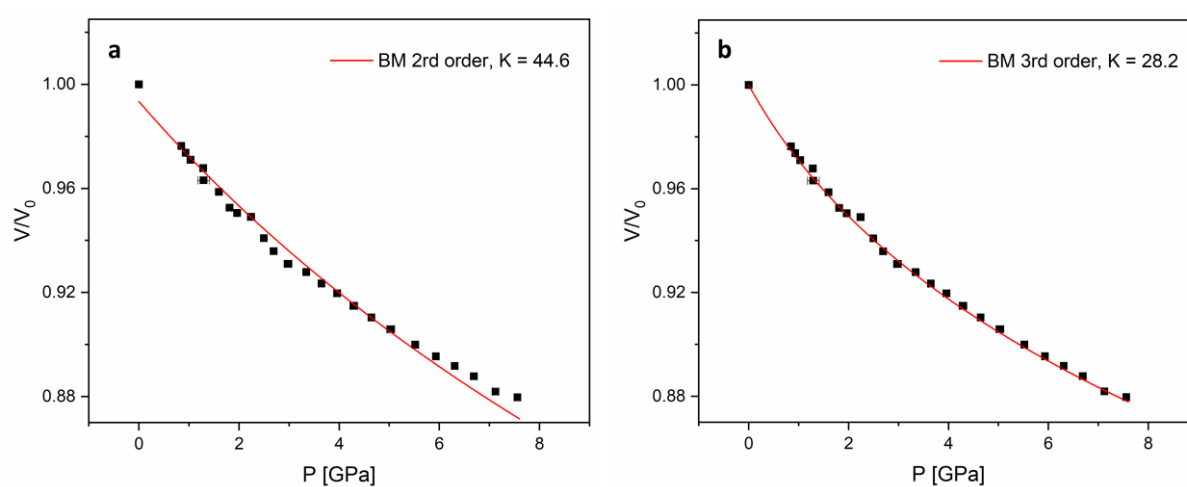 a
BM 2rd order, K = 44.6
1.00
0.96
0.92
0.88
V/V0
0
2
4
6
8
P [GPa]
b
BM 3rd order, K = 28.2
1.00
0.96
0.92
0.88
V/V0
0
2
4
6
8
P [GPa]